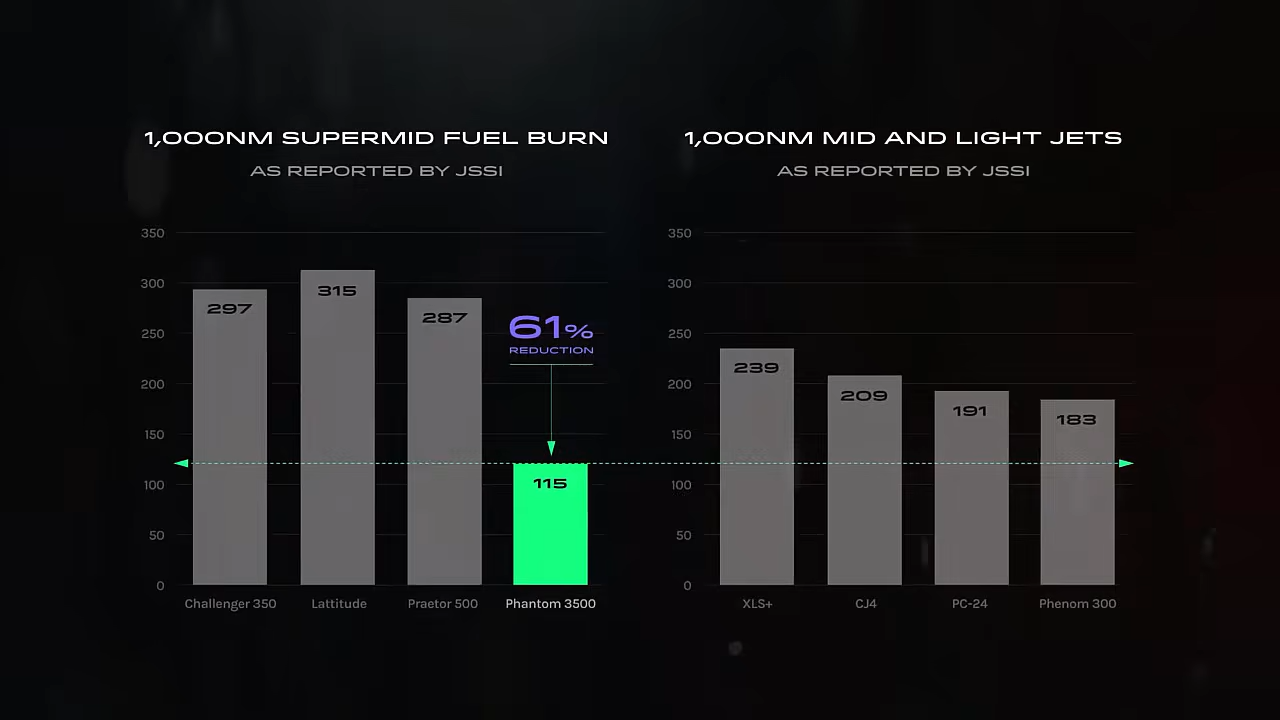 1,000NM SUPERMID FUEL BURN
AS REPORTED BY JSSI
350
300
250
200
150
100
50
0
297
315
287
61%
REDUCTION
115
Challenger 350
Lattitude
Praetor 500
Phantom 3500
1,000NM MID AND LIGHT JETS
AS REPORTED BY JSSI
350
300
250
200
150
100
50
0
239
209
191
183
XLS+
CJ4
PC-24
Phenom 300